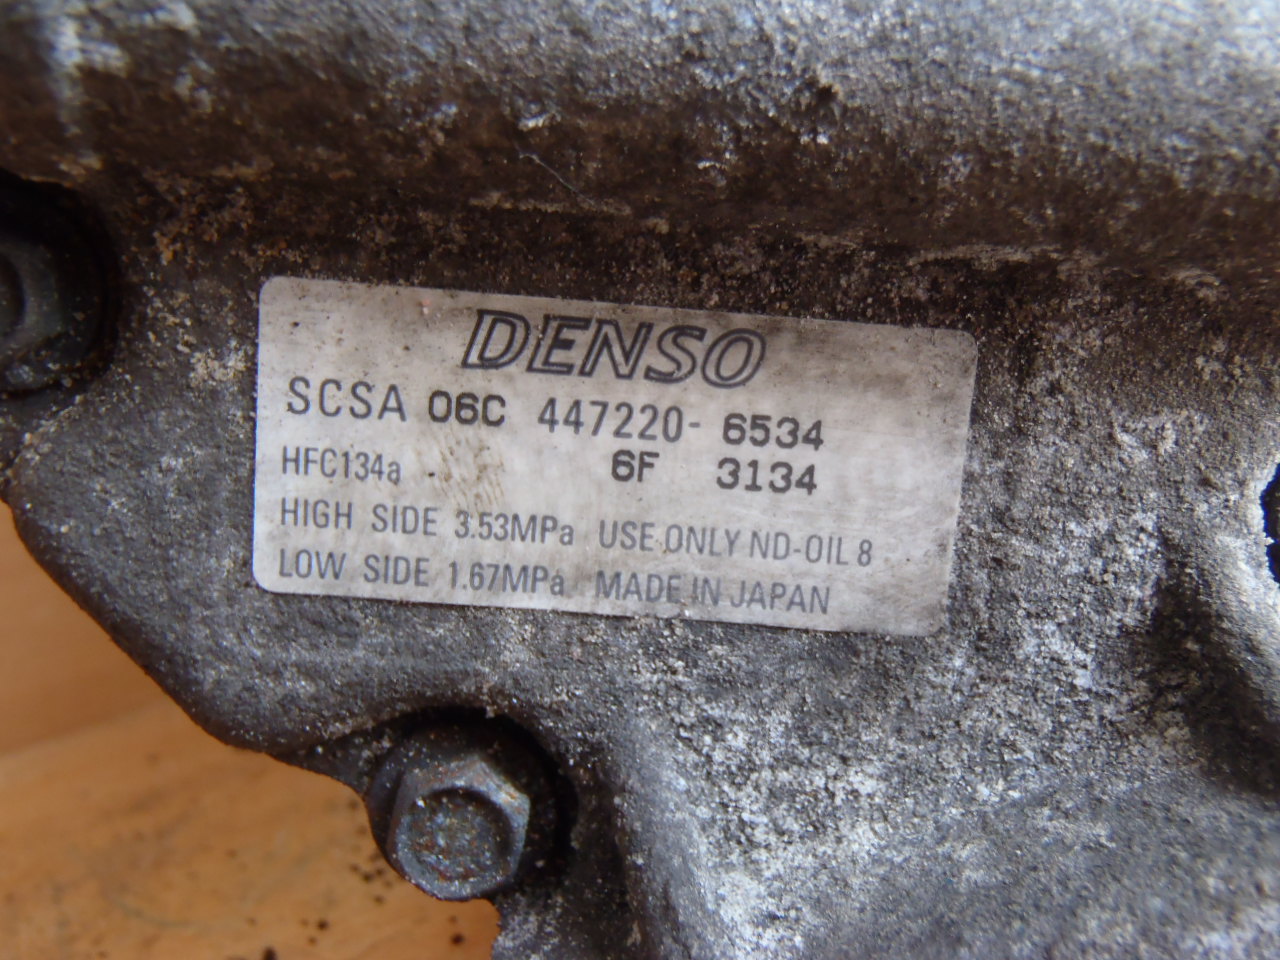 DENSO
SCSA 06C 447220-6534
HFC134a 6F 3134
HIGH SIDE 3.53MPa USE ONLY ND-OIL 8
LOW SIDE 1.67MPa MADE IN JAPAN